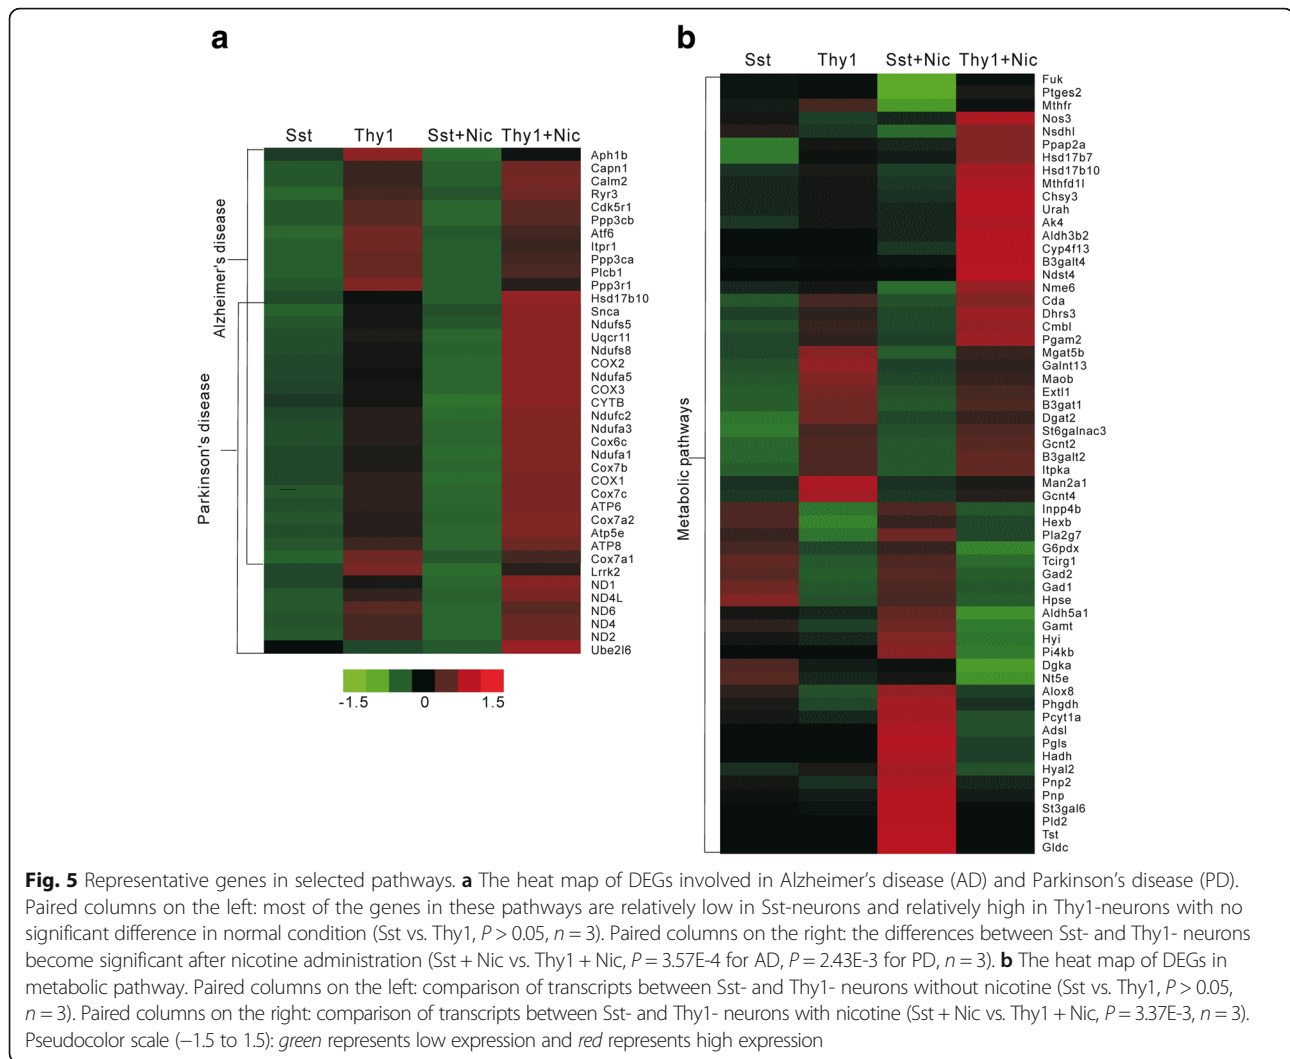 a
Sst Thy1 Sst+Nic Thy1+Nic
Alzheimer's disease
Parkinson's disease
Aph1b
Capn1
Calm2
Ryr3
Cdk5r1
Ppp3cb
Atf6
Itpr1
Ppp3ca
Plcb1
Ppp3r1
Hsd17b10
Snca
Ndufs5
Uqcr11
Ndufs8
COX2
Ndufa5
COX3
CYTB
Ndufc2
Ndufa3
Cox6c
Ndufa1
Cox7b
COX1
Cox7c
ATP6
Cox7a2
Atp5e
ATP8
Cox7a1
Lrrk2
ND1
ND4L
ND6
ND4
ND2
Ube2l6
-1.5 0 1.5
b
Sst Thy1 Sst+Nic Thy1+Nic
Metabolic pathways
Fuk
Ptges2
Mthfr
Nos3
Nsdhl
Ppap2a
Hsd17b7
Hsd17b10
Mthfd1l
Chsy3
Urah
Ak4
Aldh3b2
Cyp4f13
B3galt4
Ndst4
Nme6
Cda
Dhrs3
Cmbl
Pgam2
Mgat5b
Galnt13
Maob
Extl1
B3gat1
Dgat2
St6galnac3
Gcnt2
B3galt2
Itpka
Man2a1
Gcnt4
Inpp4b
Hexb
Pla2g7
G6pdx
Tcirg1
Gad2
Gad1
Hpse
Aldh5a1
Gamt
Hyi
Pi4kb
Dgka
Nt5e
Alox8
Phgdh
Pcyt1a
Adsl
Pgls
Hadh
Hyal2
Pnp2
Pnp
St3gal6
Pld2
Tst
Gldc
Fig. 5 Representative genes in selected pathways. a The heat map of DEGs involved in Alzheimer's disease (AD) and Parkinson's disease (PD).
Paired columns on the left: most of the genes in these pathways are relatively low in Sst-neurons and relatively high in Thy1-neurons with no
significant difference in normal condition (Sst vs. Thy1, P > 0.05, n = 3). Paired columns on the right: the differences between Sst- and Thy1- neurons
become significant after nicotine administration (Sst + Nic vs. Thy1 + Nic, P = 3.57E-4 for AD, P = 2.43E-3 for PD, n = 3). b The heat map of DEGs in
metabolic pathway. Paired columns on the left: comparison of transcripts between Sst- and Thy1- neurons without nicotine (Sst vs. Thy1, P > 0.05,
n = 3). Paired columns on the right: comparison of transcripts between Sst- and Thy1- neurons with nicotine (Sst + Nic vs. Thy1 + Nic, P = 3.37E-3, n = 3).
Pseudocolor scale (−1.5 to 1.5): green represents low expression and red represents high expression